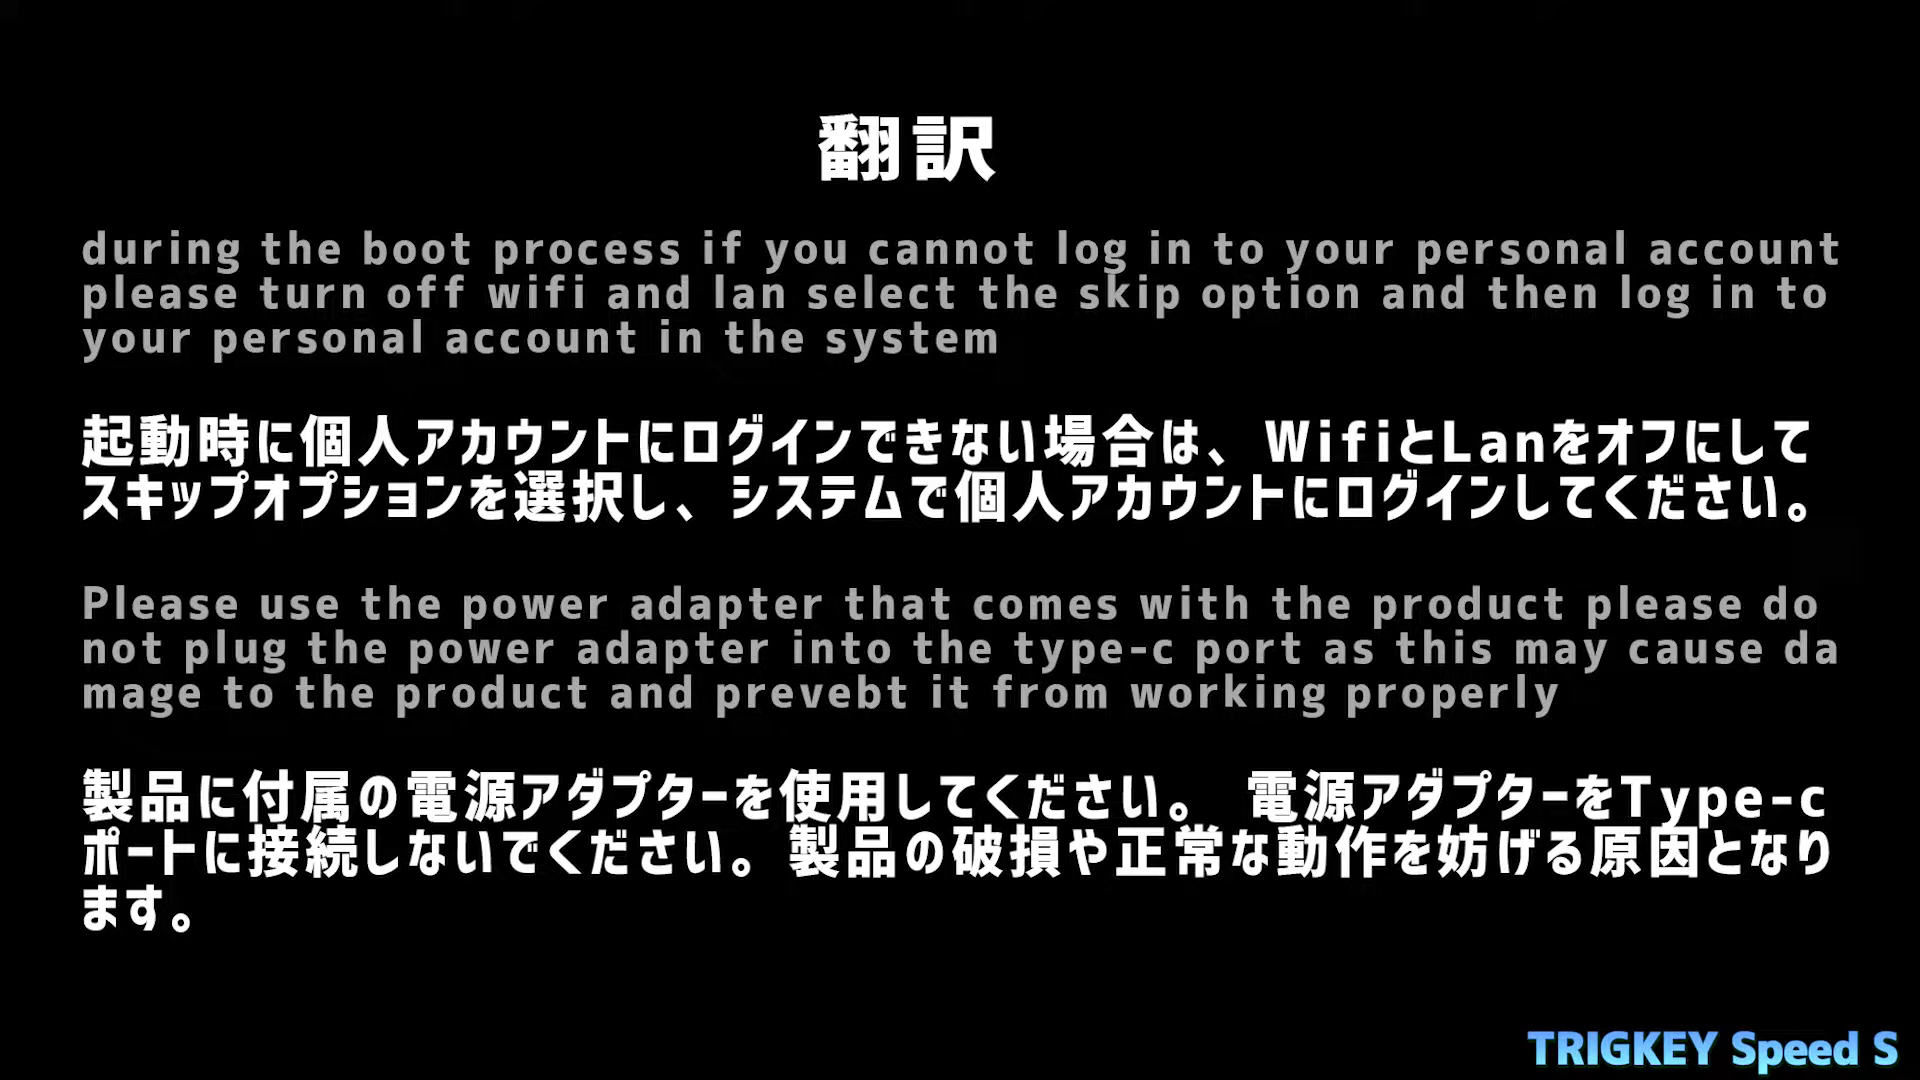 翻訳
during the boot process if you cannot log in to your personal account
please turn off wifi and lan select the skip option and then log in to
your personal account in the system
起動時に個人アカウントにログインできない場合は、WifiとLanをオフにして
スキップオプションを選択し、システムで個人アカウントにログインしてください。
Please use the power adapter that comes with the product please do
not plug the power adapter into the type-c port as this may cause da
mage to the product and prevebt it from working properly
製品に付属の電源アダプターを使用してください。 電源アダプターをType-c
ポートに接続しないでください。製品の破損や正常な動作を妨げる原因となり
ます。
TRIGKEY Speed S